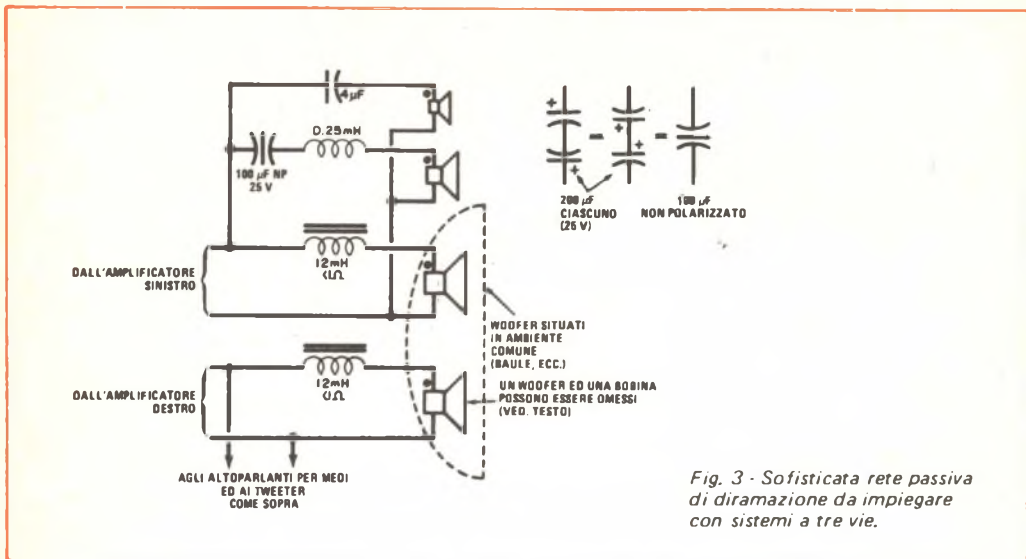 4µF
0.25mH
100 µF NP
25 V
12mH
<1Ω
DALL'AMPLIFICATORE
SINISTRO
12mH
<1Ω
DALL'AMPLIFICATORE
DESTRO
AGLI ALTOPARLANTI PER MEDI
ED AI TWEETER
COME SOPRA
+
+
+
+
=
=
200 µF
CIASCUNO
(25 V)
100 µF
NON POLARIZZATO
WOOFER SITUATI
IN AMBIENTE
COMUNE
(BAULE, ECC.)
UN WOOFER ED UNA BOBINA
POSSONO ESSERE OMESSI
(VED. TESTO)
Fig. 3 - Sofisticata rete passiva
di diramazione da impiegare
con sistemi a tre vie.